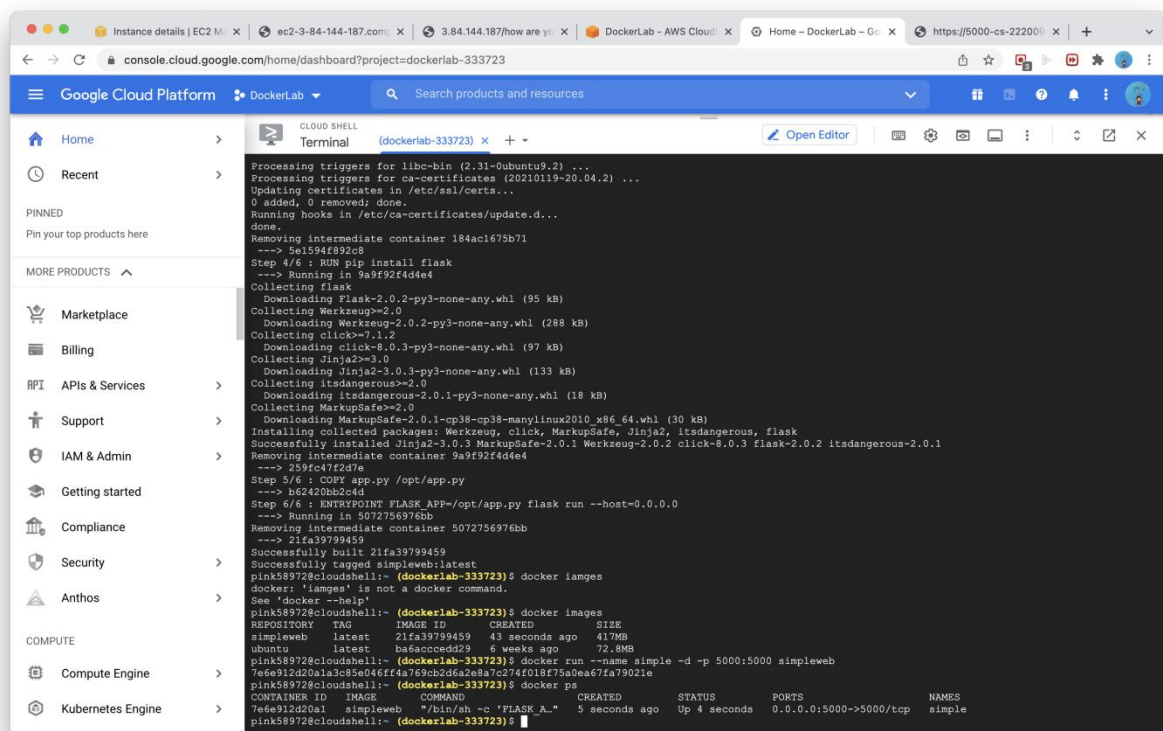 Instance details | EC2 M
ec2-3-84-144-187.com
3.84.144.187/how are yo
DockerLab - AWS Cloud
Home – DockerLab – Go
https://5000-cs-222009
console.cloud.google.com/home/dashboard?project=dockerlab-333723
Google Cloud Platform
DockerLab
Search products and resources
Home
Recent
PINNED
Pin your top products here
MORE PRODUCTS
Marketplace
Billing
API APIs & Services
Support
IAM & Admin
Getting started
Compliance
Security
Anthos
COMPUTE
Compute Engine
Kubernetes Engine
CLOUD SHELL
Terminal
(dockerlab-333723)
Open Editor
Processing triggers for libc-bin (2.31-0ubuntu9.2) ...
Processing triggers for ca-certificates (20210119~20.04.2) ...
Updating certificates in /etc/ssl/certs...
0 added, 0 removed; done.
Running hooks in /etc/ca-certificates/update.d...
done.
Removing intermediate container 184ac1675b71
---> 5e1594f892c8
Step 4/6 : RUN pip install flask
---> Running in 9a9f92f4d4e4
Collecting flask
Downloading Flask-2.0.2-py3-none-any.whl (95 kB)
Collecting Werkzeug>=2.0
Downloading Werkzeug-2.0.2-py3-none-any.whl (288 kB)
Collecting click>=7.1.2
Downloading click-8.0.3-py3-none-any.whl (97 kB)
Collecting Jinja2>=3.0
Downloading Jinja2-3.0.3-py3-none-any.whl (133 kB)
Collecting itsdangerous>=2.0
Downloading itsdangerous-2.0.1-py3-none-any.whl (18 kB)
Collecting MarkupSafe>=2.0
Downloading MarkupSafe-2.0.1-cp38-cp38-manylinux2010_x86_64.whl (30 kB)
Installing collected packages: Werkzeug, click, MarkupSafe, Jinja2, itsdangerous, flask
Successfully installed Jinja2-3.0.3 MarkupSafe-2.0.1 Werkzeug-2.0.2 click-8.0.3 flask-2.0.2 itsdangerous-2.0.1
Removing intermediate container 9a9f92f4d4e4
---> 259fc47f2d7e
Step 5/6 : COPY app.py /opt/app.py
---> b62420bb2c4d
Step 6/6 : ENTRYPOINT FLASK_APP=/opt/app.py flask run --host=0.0.0.0
---> Running in 5072756976bb
Removing intermediate container 5072756976bb
---> 21fa39799459
Successfully built 21fa39799459
Successfully tagged simpleweb:latest
pink58972@cloudshell:~ (dockerlab-333723)$ docker iamges
docker: 'iamges' is not a docker command.
See 'docker --help'
pink58972@cloudshell:~ (dockerlab-333723)$ docker images
REPOSITORY TAG IMAGE ID CREATED SIZE
simpleweb latest 21fa39799459 43 seconds ago 417MB
ubuntu latest ba6acccedd29 6 weeks ago 72.8MB
pink58972@cloudshell:~ (dockerlab-333723)$ docker run --name simple -d -p 5000:5000 simpleweb
7e6e912d20a1a3c85e046ff4a769cb2d6a2e8a7c274f018f75a0ea67fa79021e
pink58972@cloudshell:~ (dockerlab-333723)$ docker ps
CONTAINER ID IMAGE COMMAND CREATED STATUS PORTS NAMES
7e6e912d20a1 simpleweb "/bin/sh -c 'FLASK_A…" 5 seconds ago Up 4 seconds 0.0.0.0:5000->5000/tcp simple
pink58972@cloudshell:~ (dockerlab-333723)$